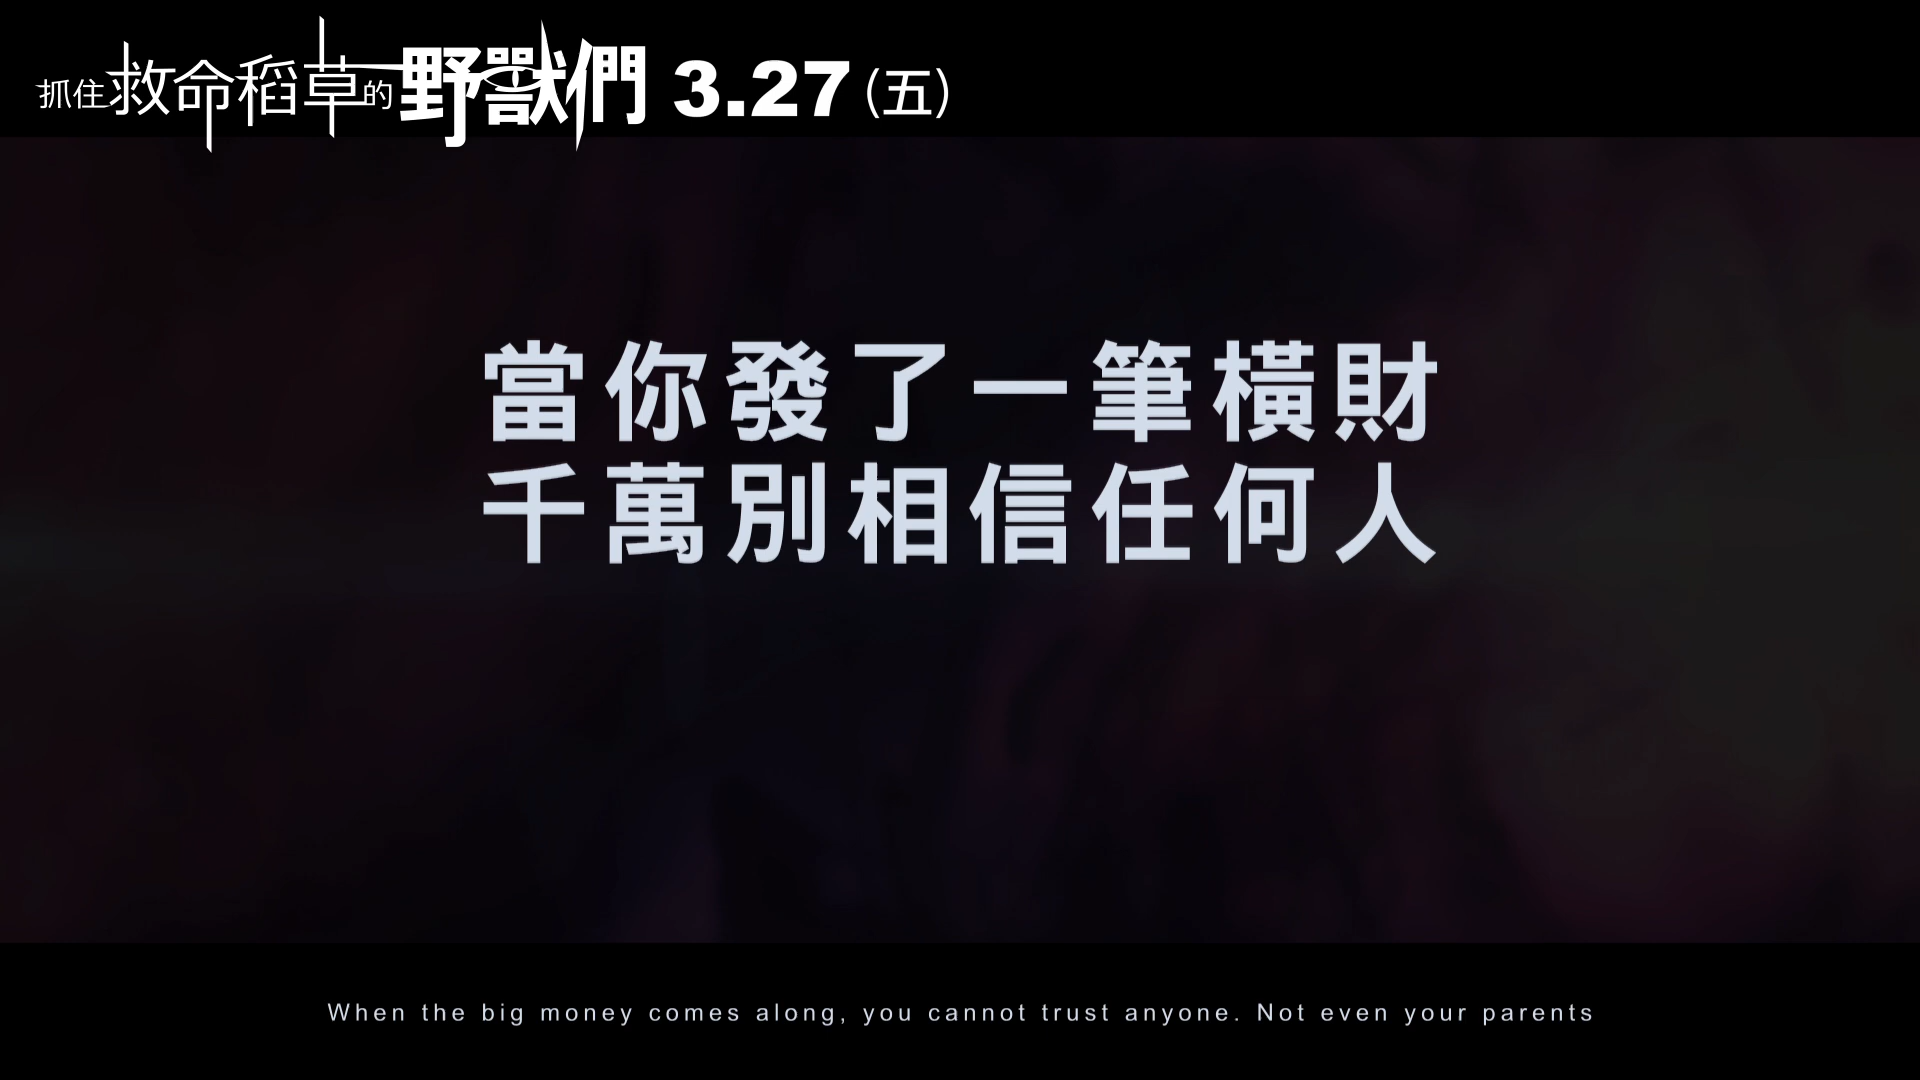 抓住救命稻草的野獸們 3.27 (五)
當你發了一筆橫財
千萬別相信任何人
When the big money comes along, you cannot trust anyone. Not even your parents